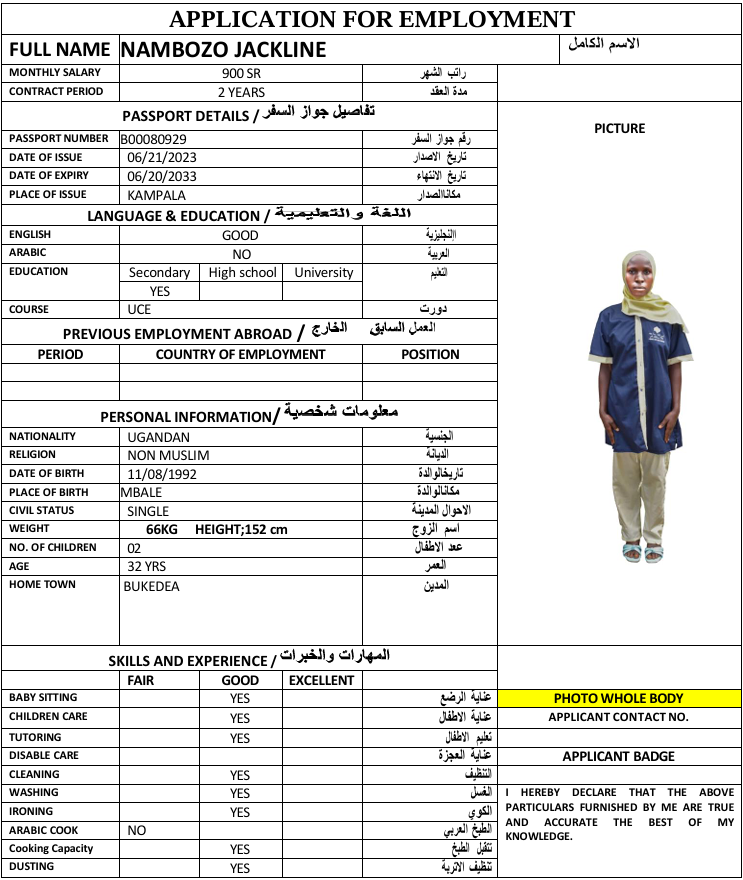 APPLICATION FOR EMPLOYMENT
FULL NAME NAMBOZO JACKLINE الاسم الكامل
MONTHLY SALARY 900 SR راتب الشهر
CONTRACT PERIOD 2 YEARS مدة العقد
PASSPORT DETAILS / تفاصيل جواز السفر
PICTURE
PASSPORT NUMBER B00080929 رقم جواز السفر
DATE OF ISSUE 06/21/2023 تاريخ الاصدار
DATE OF EXPIRY 06/20/2033 تاريخ الانتهاء
PLACE OF ISSUE KAMPALA مكاناالصدار
LANGUAGE & EDUCATION / اللغة والتعليمية
ENGLISH GOOD اإلنجليزية
ARABIC NO العربية
EDUCATION Secondary High school University التعليم
YES
COURSE UCE دورت
PREVIOUS EMPLOYMENT ABROAD / العمل السابق الخارج
PERIOD COUNTRY OF EMPLOYMENT POSITION
PERSONAL INFORMATION/ معلومات شخصية
NATIONALITY UGANDAN الجنسية
RELIGION NON MUSLIM الديانة
DATE OF BIRTH 11/08/1992 تاريخالوالدة
PLACE OF BIRTH MBALE مكانالوالدة
CIVIL STATUS SINGLE الاحوال المدينة
WEIGHT 66KG HEIGHT;152 cm اسم الزوج
NO. OF CHILDREN 02 عدد الاطفال
AGE 32 YRS العمر
HOME TOWN BUKEDEA المدين
SKILLS AND EXPERIENCE / المهارات والخبرات
FAIR GOOD EXCELLENT
BABY SITTING YES عناية الرضع
PHOTO WHOLE BODY
CHILDREN CARE YES عناية الاطفال
APPLICANT CONTACT NO.
TUTORING YES تعليم الاطفال
DISABLE CARE عناية العجزة
APPLICANT BADGE
CLEANING YES التنظيف
WASHING YES الغسل
IRONING YES الكوي
ARABIC COOK NO الطبخ العربي
Cooking Capacity YES تتقبل الطبخ
DUSTING YES تنظيف الاتربة
I HEREBY DECLARE THAT THE ABOVE
PARTICULARS FURNISHED BY ME ARE TRUE
AND ACCURATE THE BEST OF MY
KNOWLEDGE.